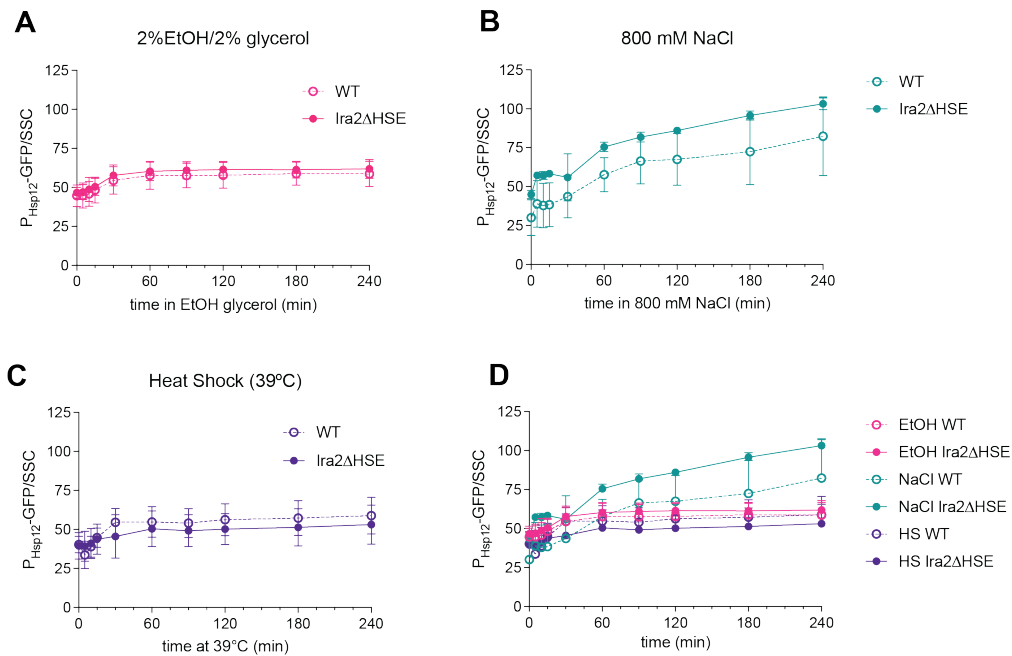 A
2%EtOH/2% glycerol
P_Hsp12-GFP/SSC
125
100
75
50
25
0
0 60 120 180 240
time in EtOH glycerol (min)
WT
Ira2ΔHSE
B
800 mM NaCl
P_Hsp12-GFP/SSC
125
100
75
50
25
0
0 60 120 180 240
time in 800 mM NaCl (min)
WT
Ira2ΔHSE
C
Heat Shock (39ºC)
P_Hsp12-GFP/SSC
125
100
75
50
25
0
0 60 120 180 240
time at 39°C (min)
WT
Ira2ΔHSE
D
P_Hsp12-GFP/SSC
125
100
75
50
25
0
0 60 120 180 240
time (min)
EtOH WT
EtOH Ira2ΔHSE
NaCl WT
NaCl Ira2ΔHSE
HS WT
HS Ira2ΔHSE